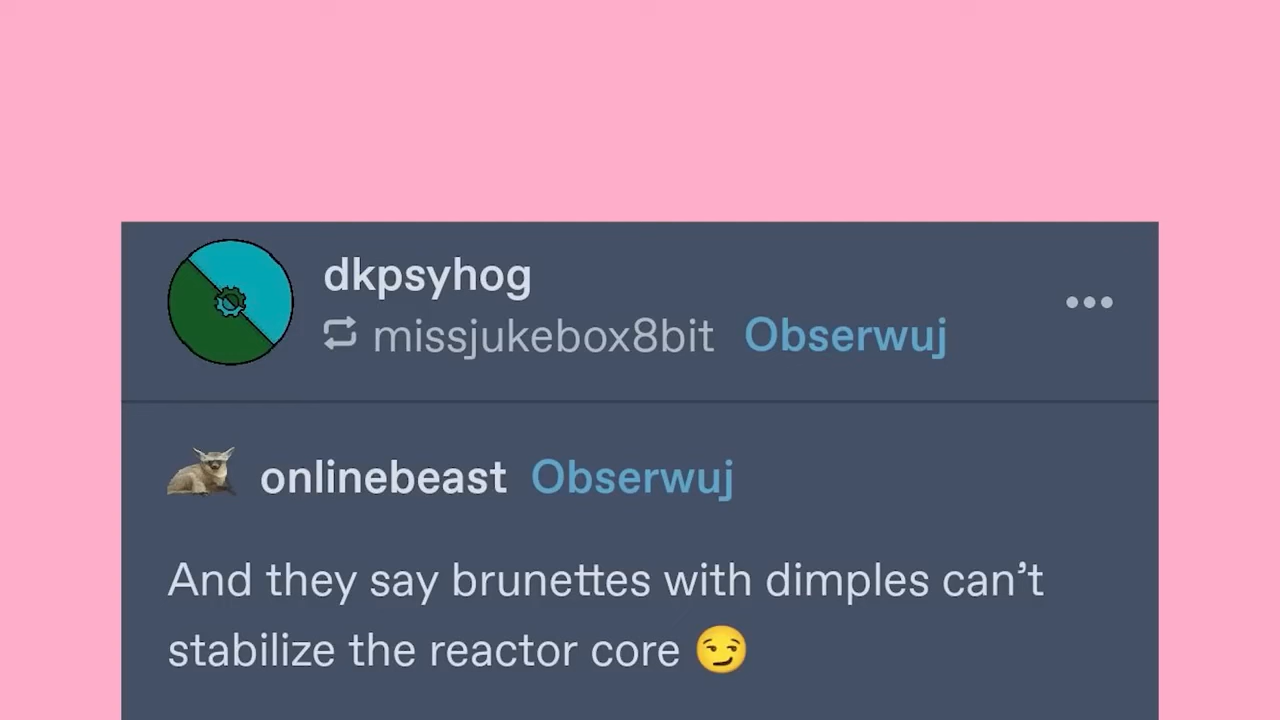 dkpsyhog
missjukebox8bit Obserwuj
onlinebeast Obserwuj
And they say brunettes with dimples can’t
stabilize the reactor core 😏